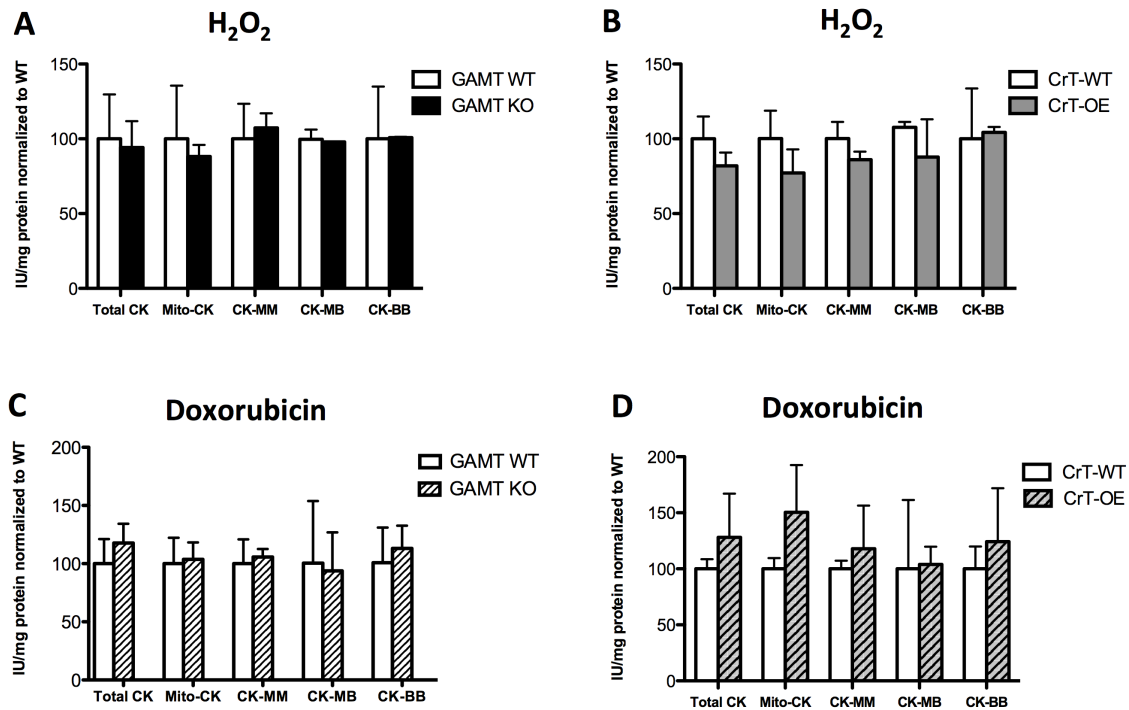 A
H₂O₂
IU/mg protein normalized to WT
150
100
50
0
GAMT WT
GAMT KO
Total CK Mito-CK CK-MM CK-MB CK-BB
B
H₂O₂
IU/mg protein normalized to WT
150
100
50
0
CrT-WT
CrT-OE
Total CK Mito-CK CK-MM CK-MB CK-BB
C
Doxorubicin
IU/mg protein normalized to WT
200
150
100
50
0
GAMT WT
GAMT KO
Total CK Mito-CK CK-MM CK-MB CK-BB
D
Doxorubicin
IU/mg protein normalized to WT
200
150
100
50
0
CrT-WT
CrT-OE
Total CK Mito-CK CK-MM CK-MB CK-BB